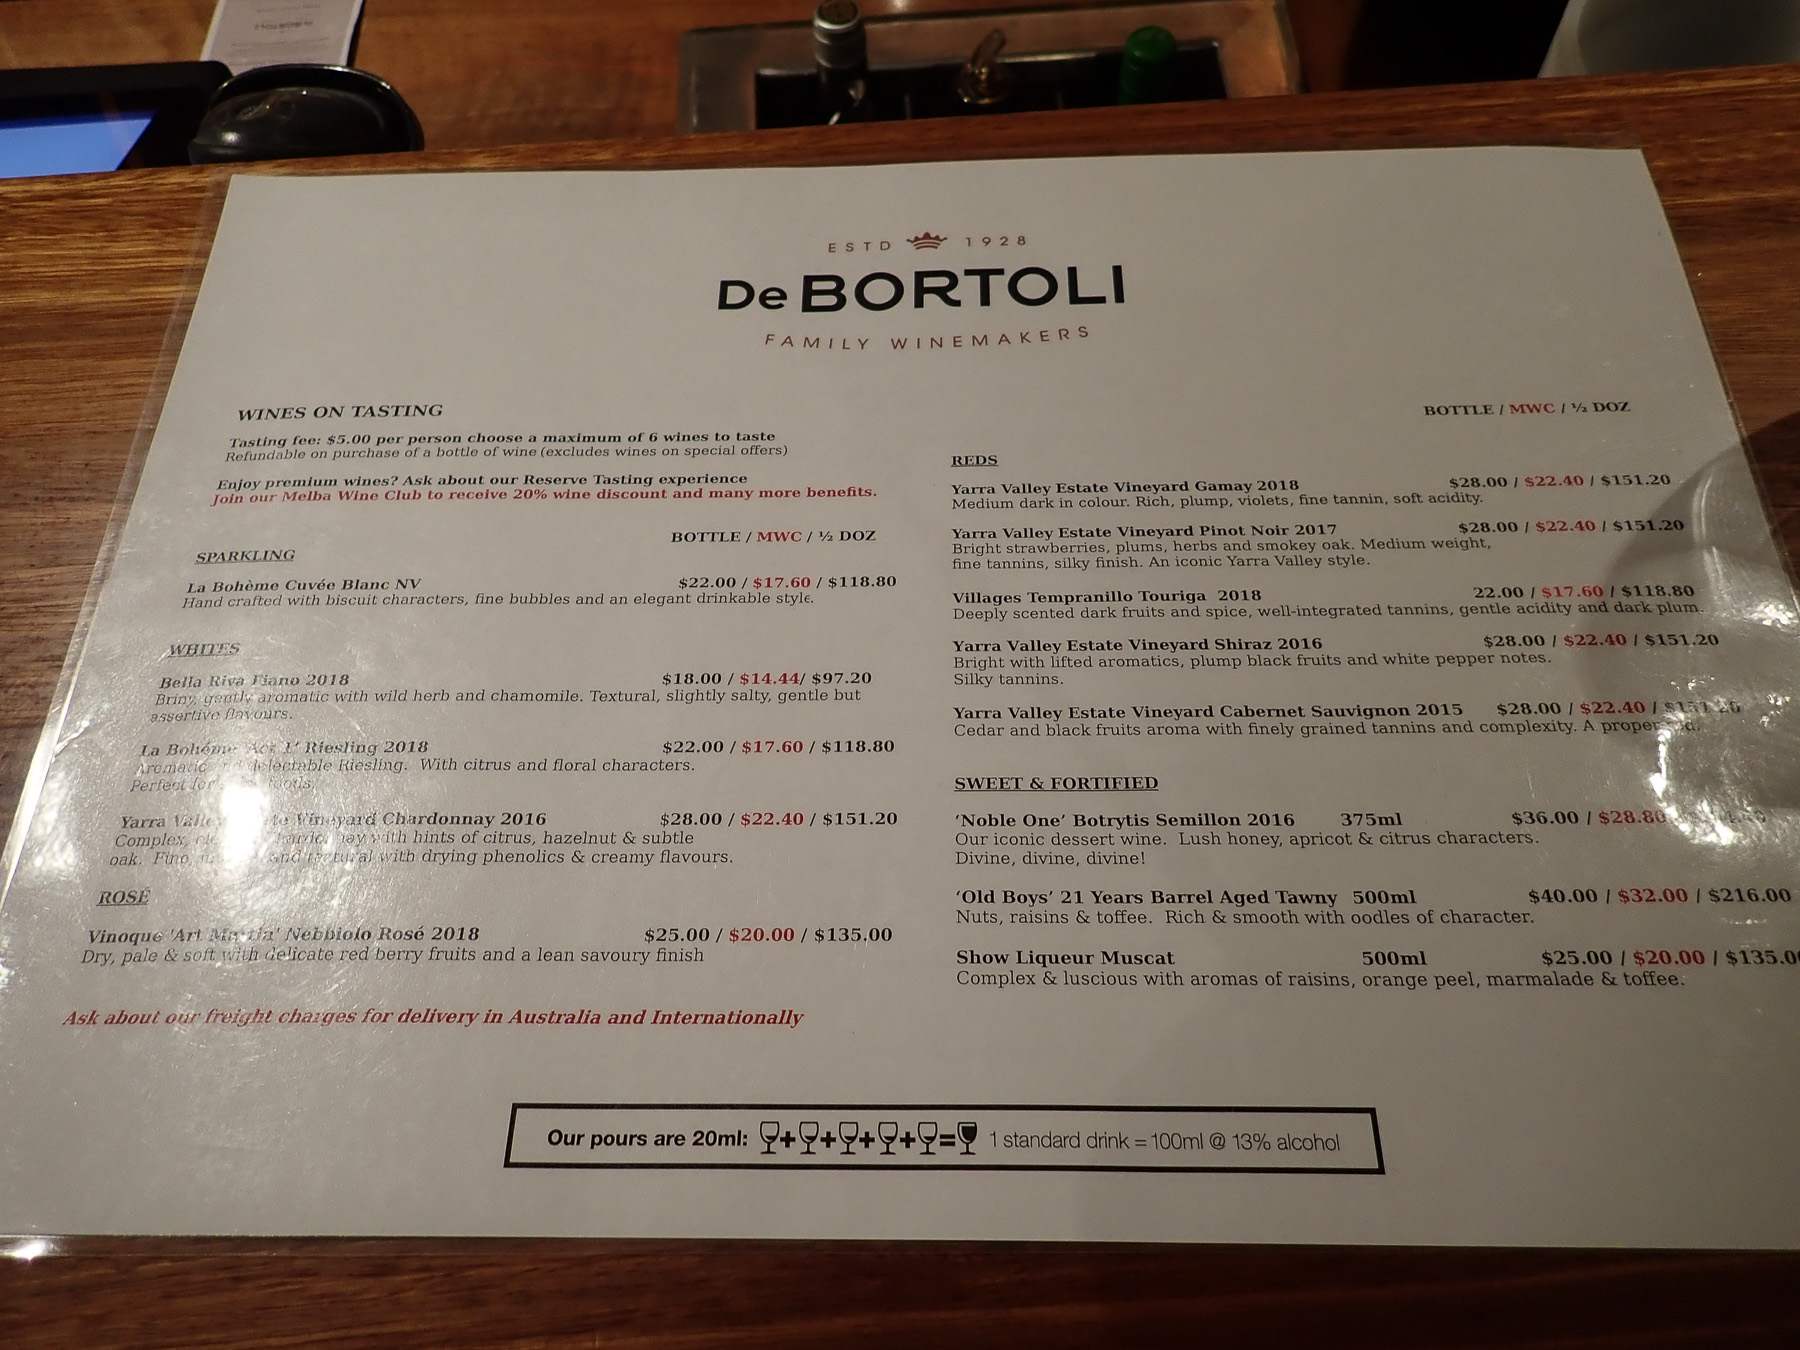 ESTD 1928
De BORTOLI
FAMILY WINEMAKERS
WINES ON TASTING
Tasting fee: $5.00 per person choose a maximum of 6 wines to taste
Refundable on purchase of a bottle of wine (excludes wines on special offers)
Enjoy premium wines? Ask about our Reserve Tasting experience
Join our Melba Wine Club to receive 20% wine discount and many more benefits.
BOTTLE / MWC / ½ DOZ
SPARKLING
La Bohème Cuvée Blanc NV $22.00 / $17.60 / $118.80
Hand crafted with biscuit characters, fine bubbles and an elegant drinkable style.
WHITES
Bella Riva Fiano 2018 $18.00 / $14.44/ $97.20
Briny, gently aromatic with wild herb and chamomile. Textural, slightly salty, gentle but
assertive flavours.
La Bohéme 'Act 1' Riesling 2018 $22.00 / $17.60 / $118.80
Aromatic delectable Riesling. With citrus and floral characters.
Perfect for foods.
Yarra Valley Vineyard Chardonnay 2016 $28.00 / $22.40 / $151.20
Complex, with hints of citrus, hazelnut & subtle
oak. Fine and textural with drying phenolics & creamy flavours.
ROSÉ
Vinoque 'Art Martin' Nebbiolo Rosé 2018 $25.00 / $20.00 / $135.00
Dry, pale & soft with delicate red berry fruits and a lean savoury finish
Ask about our freight charges for delivery in Australia and Internationally
BOTTLE / MWC / ½ DOZ
REDS
Yarra Valley Estate Vineyard Gamay 2018 $28.00 / $22.40 / $151.20
Medium dark in colour. Rich, plump, violets, fine tannin, soft acidity.
Yarra Valley Estate Vineyard Pinot Noir 2017 $28.00 / $22.40 / $151.20
Bright strawberries, plums, herbs and smokey oak. Medium weight,
fine tannins, silky finish. An iconic Yarra Valley style.
Villages Tempranillo Touriga 2018 22.00 / $17.60 / $118.80
Deeply scented dark fruits and spice, well-integrated tannins, gentle acidity and dark plum.
Yarra Valley Estate Vineyard Shiraz 2016 $28.00 / $22.40 / $151.20
Bright with lifted aromatics, plump black fruits and white pepper notes.
Silky tannins.
Yarra Valley Estate Vineyard Cabernet Sauvignon 2015 $28.00 / $22.40 / $151.20
Cedar and black fruits aroma with finely grained tannins and complexity. A proper
SWEET & FORTIFIED
‘Noble One’ Botrytis Semillon 2016 375ml $36.00 / $28.80
Our iconic dessert wine. Lush honey, apricot & citrus characters.
Divine, divine, divine!
‘Old Boys’ 21 Years Barrel Aged Tawny 500ml $40.00 / $32.00 / $216.00
Nuts, raisins & toffee. Rich & smooth with oodles of character.
Show Liqueur Muscat 500ml $25.00 / $20.00 / $135.0
Complex & luscious with aromas of raisins, orange peel, marmalade & toffee.
Our pours are 20ml: + + + + = 1 standard drink = 100ml @ 13% alcohol